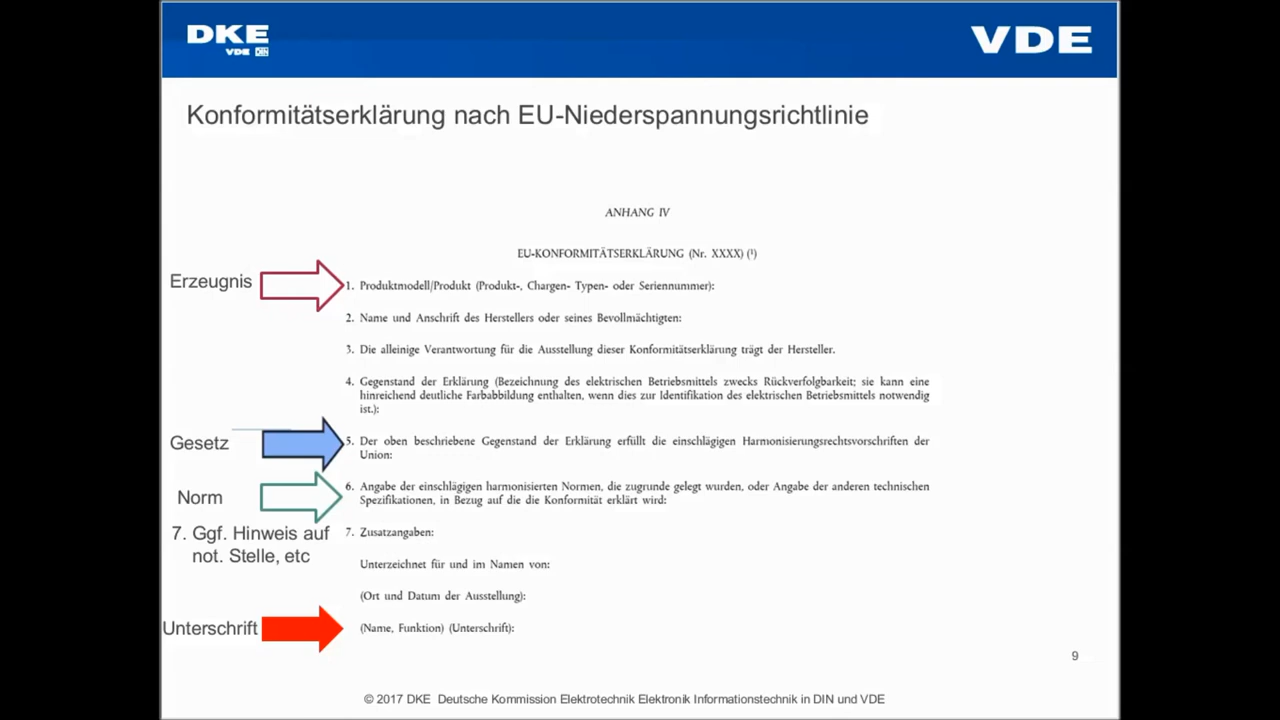 DKE
VDE DIN
VDE
Konformitätserklärung nach EU-Niederspannungsrichtlinie
ANHANG IV
EU-KONFORMITÄTSERKLÄRUNG (Nr. XXXX) (¹)
Erzeugnis
1. Produktmodell/Produkt (Produkt-, Chargen- Typen- oder Seriennummer):
2. Name und Anschrift des Herstellers oder seines Bevollmächtigten:
3. Die alleinige Verantwortung für die Ausstellung dieser Konformitätserklärung trägt der Hersteller.
4. Gegenstand der Erklärung (Bezeichnung des elektrischen Betriebsmittels zwecks Rückverfolgbarkeit; sie kann eine
hinreichend deutliche Farbabbildung enthalten, wenn dies zur Identifikation des elektrischen Betriebsmittels notwendig
ist.):
Gesetz
5. Der oben beschriebene Gegenstand der Erklärung erfüllt die einschlägigen Harmonisierungsrechtsvorschriften der
Union:
Norm
6. Angabe der einschlägigen harmonisierten Normen, die zugrunde gelegt wurden, oder Angabe der anderen technischen
Spezifikationen, in Bezug auf die die Konformität erklärt wird:
7. Ggf. Hinweis auf
not. Stelle, etc
7. Zusatzangaben:
Unterzeichnet für und im Namen von:
(Ort und Datum der Ausstellung):
Unterschrift
(Name, Funktion) (Unterschrift):
9
© 2017 DKE Deutsche Kommission Elektrotechnik Elektronik Informationstechnik in DIN und VDE